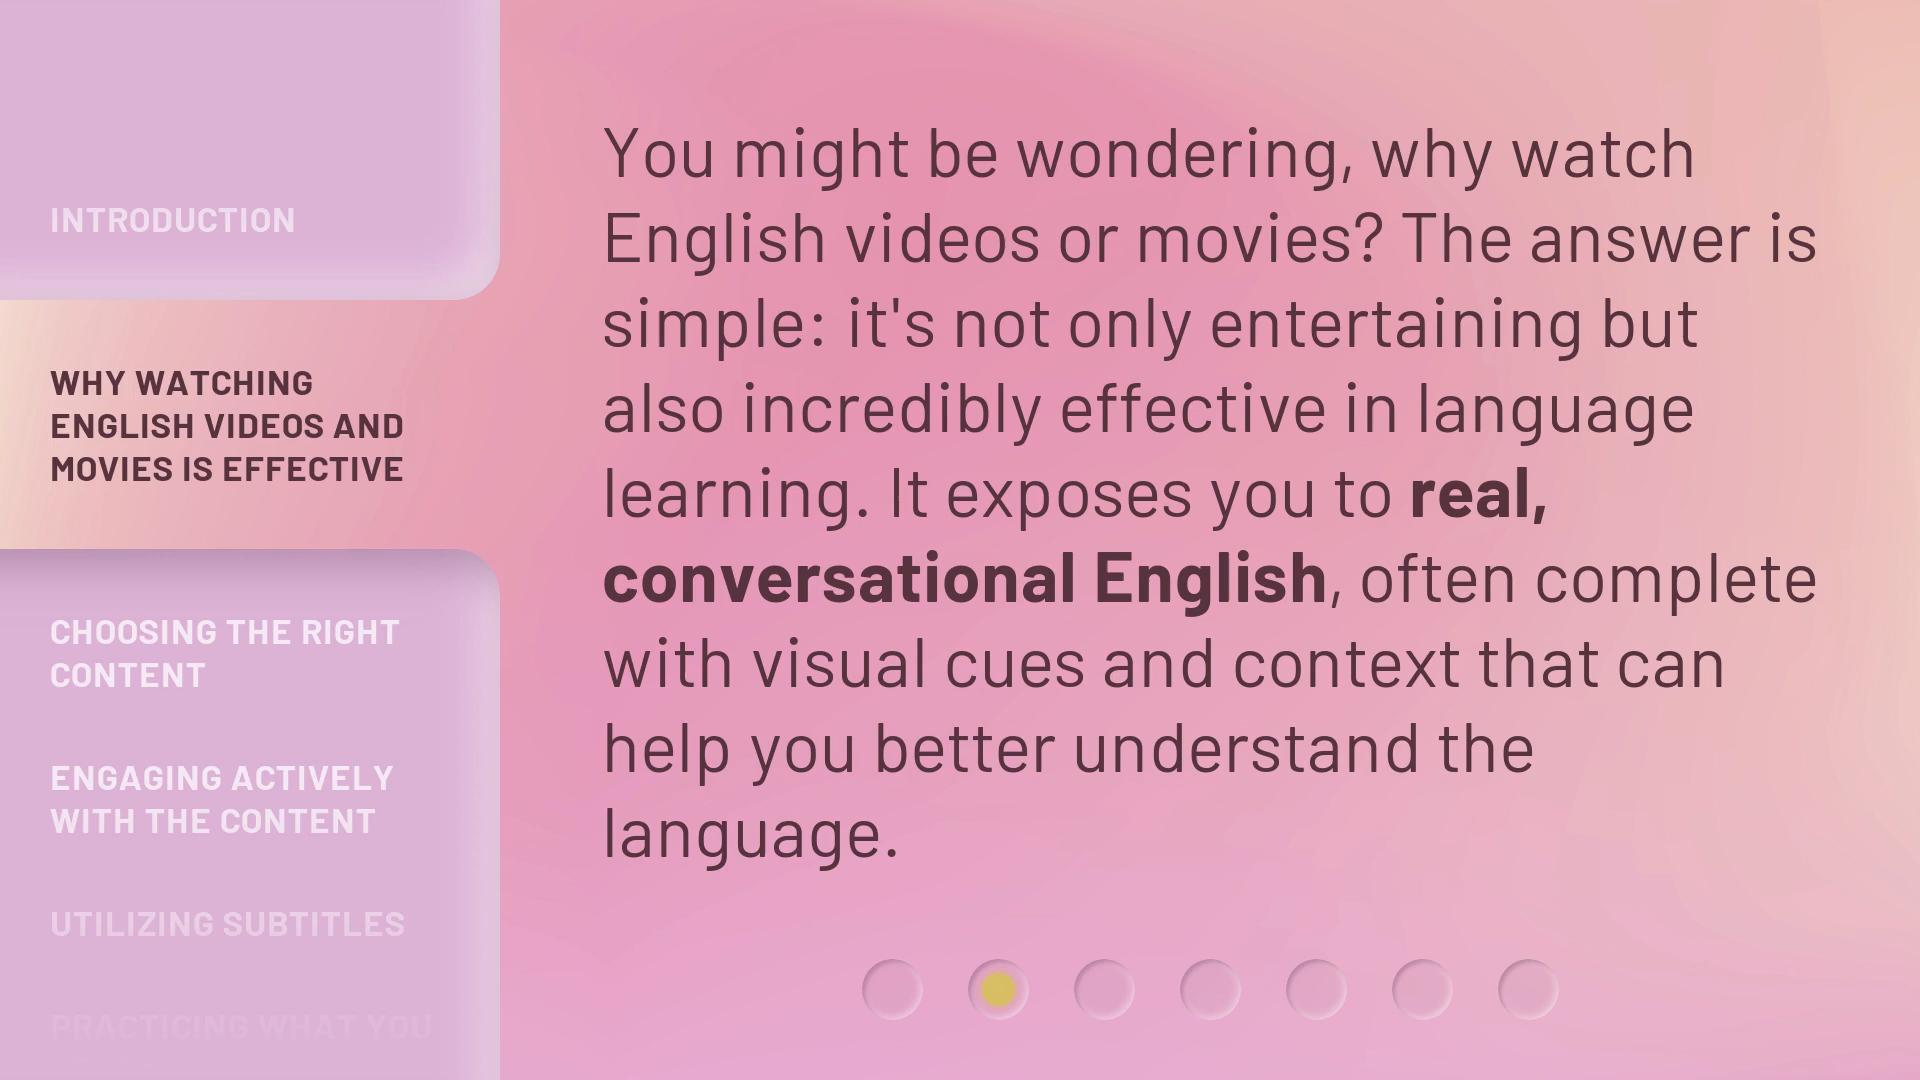 INTRODUCTION
WHY WATCHING
ENGLISH VIDEOS AND
MOVIES IS EFFECTIVE
CHOOSING THE RIGHT
CONTENT
ENGAGING ACTIVELY
WITH THE CONTENT
UTILIZING SUBTITLES
PRACTICING WHAT YOU
You might be wondering, why watch
English videos or movies? The answer is
simple: it's not only entertaining but
also incredibly effective in language
learning. It exposes you to real,
conversational English, often complete
with visual cues and context that can
help you better understand the
language.